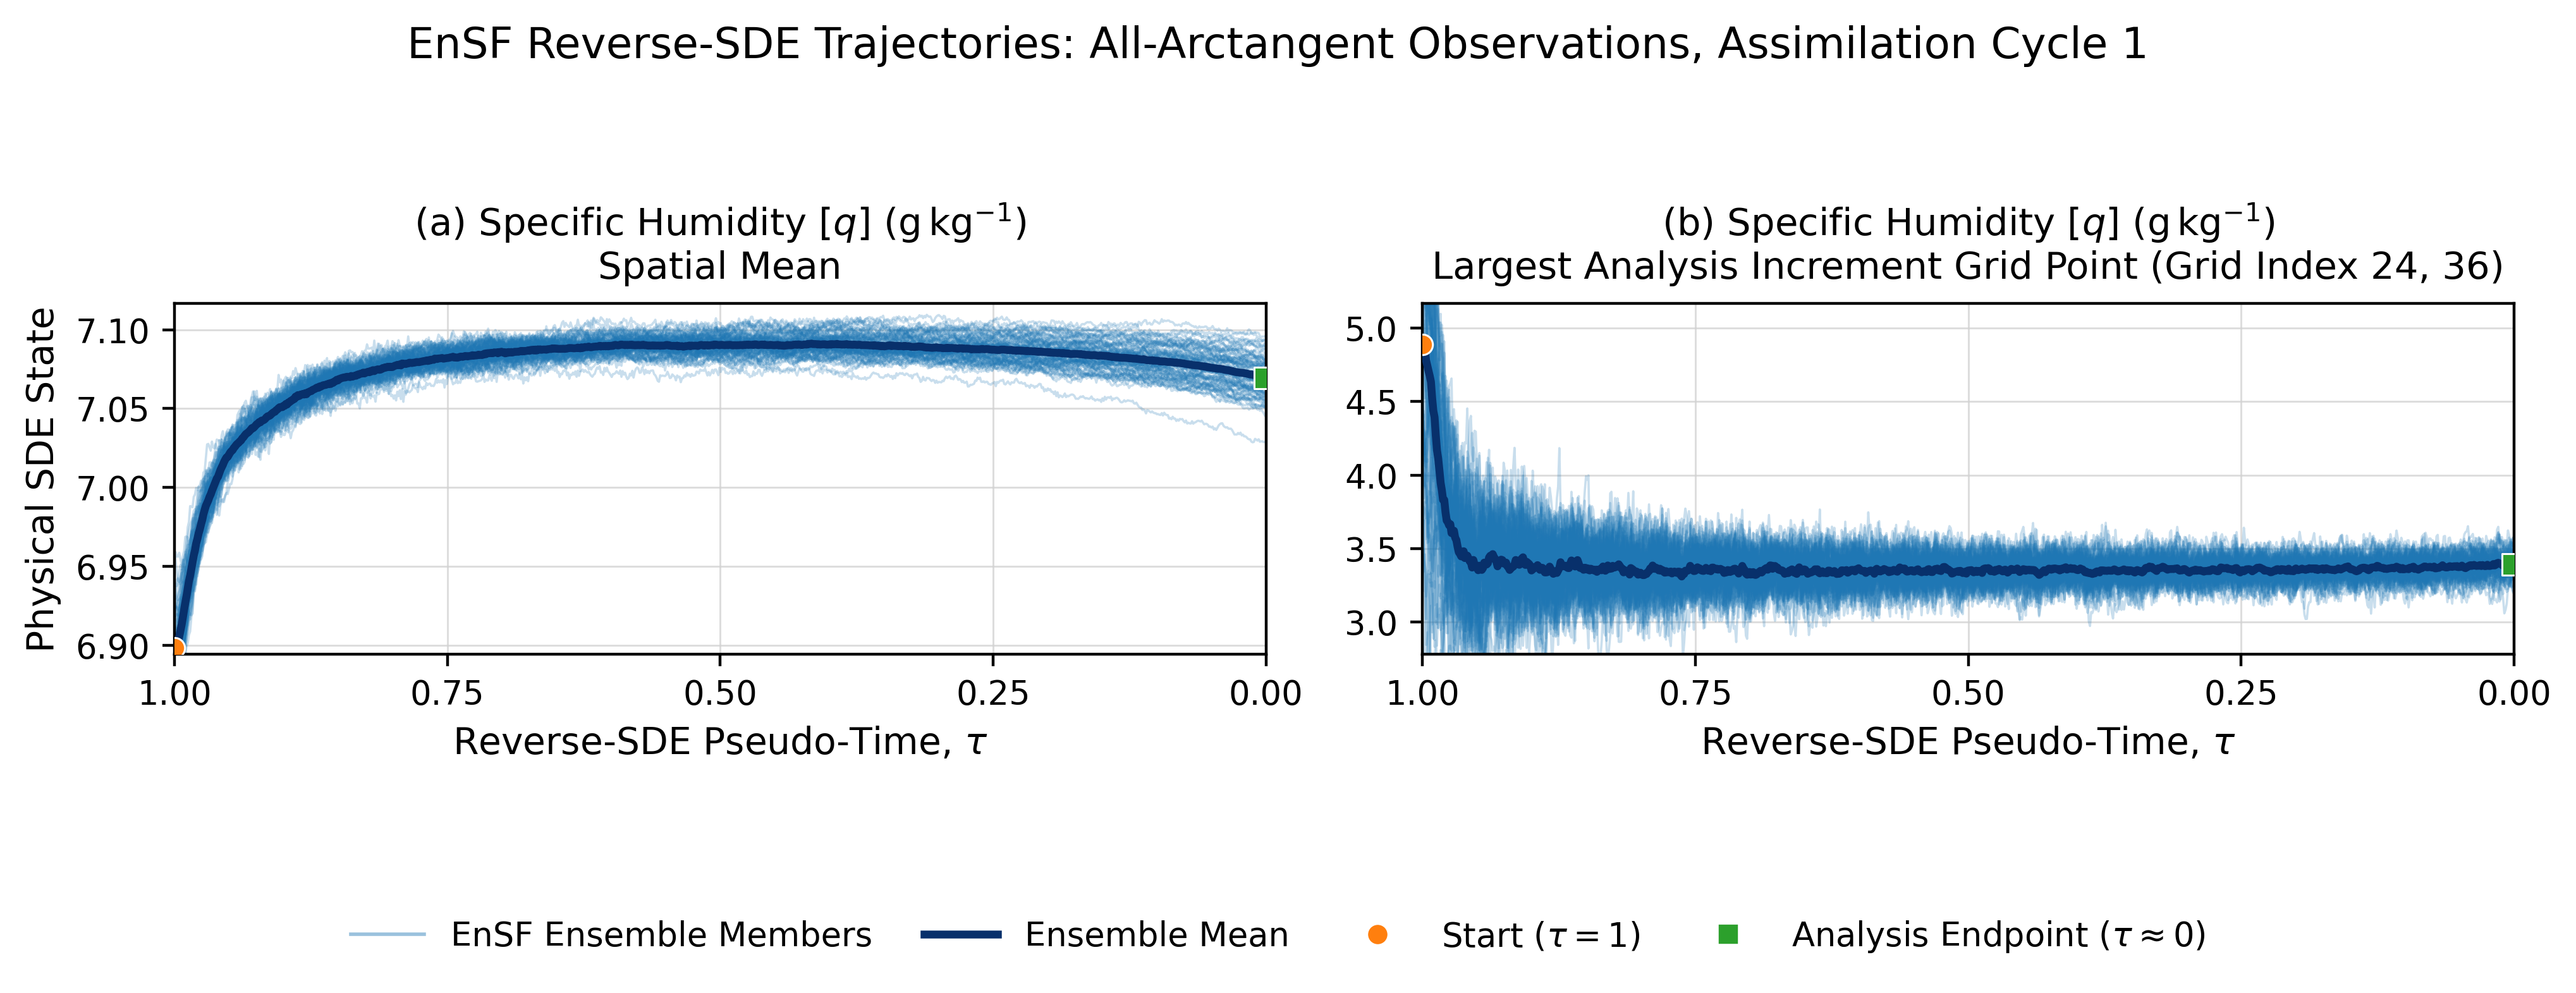 EnSF Reverse-SDE Trajectories: All-Arctangent Observations, Assimilation Cycle 1
(a) Specific Humidity [q] (g kg⁻¹)
Spatial Mean
Physical SDE State
7.10
7.05
7.00
6.95
6.90
1.00 0.75 0.50 0.25 0.00
Reverse-SDE Pseudo-Time, τ
(b) Specific Humidity [q] (g kg⁻¹)
Largest Analysis Increment Grid Point (Grid Index 24, 36)
5.0
4.5
4.0
3.5
3.0
1.00 0.75 0.50 0.25 0.00
Reverse-SDE Pseudo-Time, τ
EnSF Ensemble Members Ensemble Mean Start (τ = 1) Analysis Endpoint (τ ≈ 0)